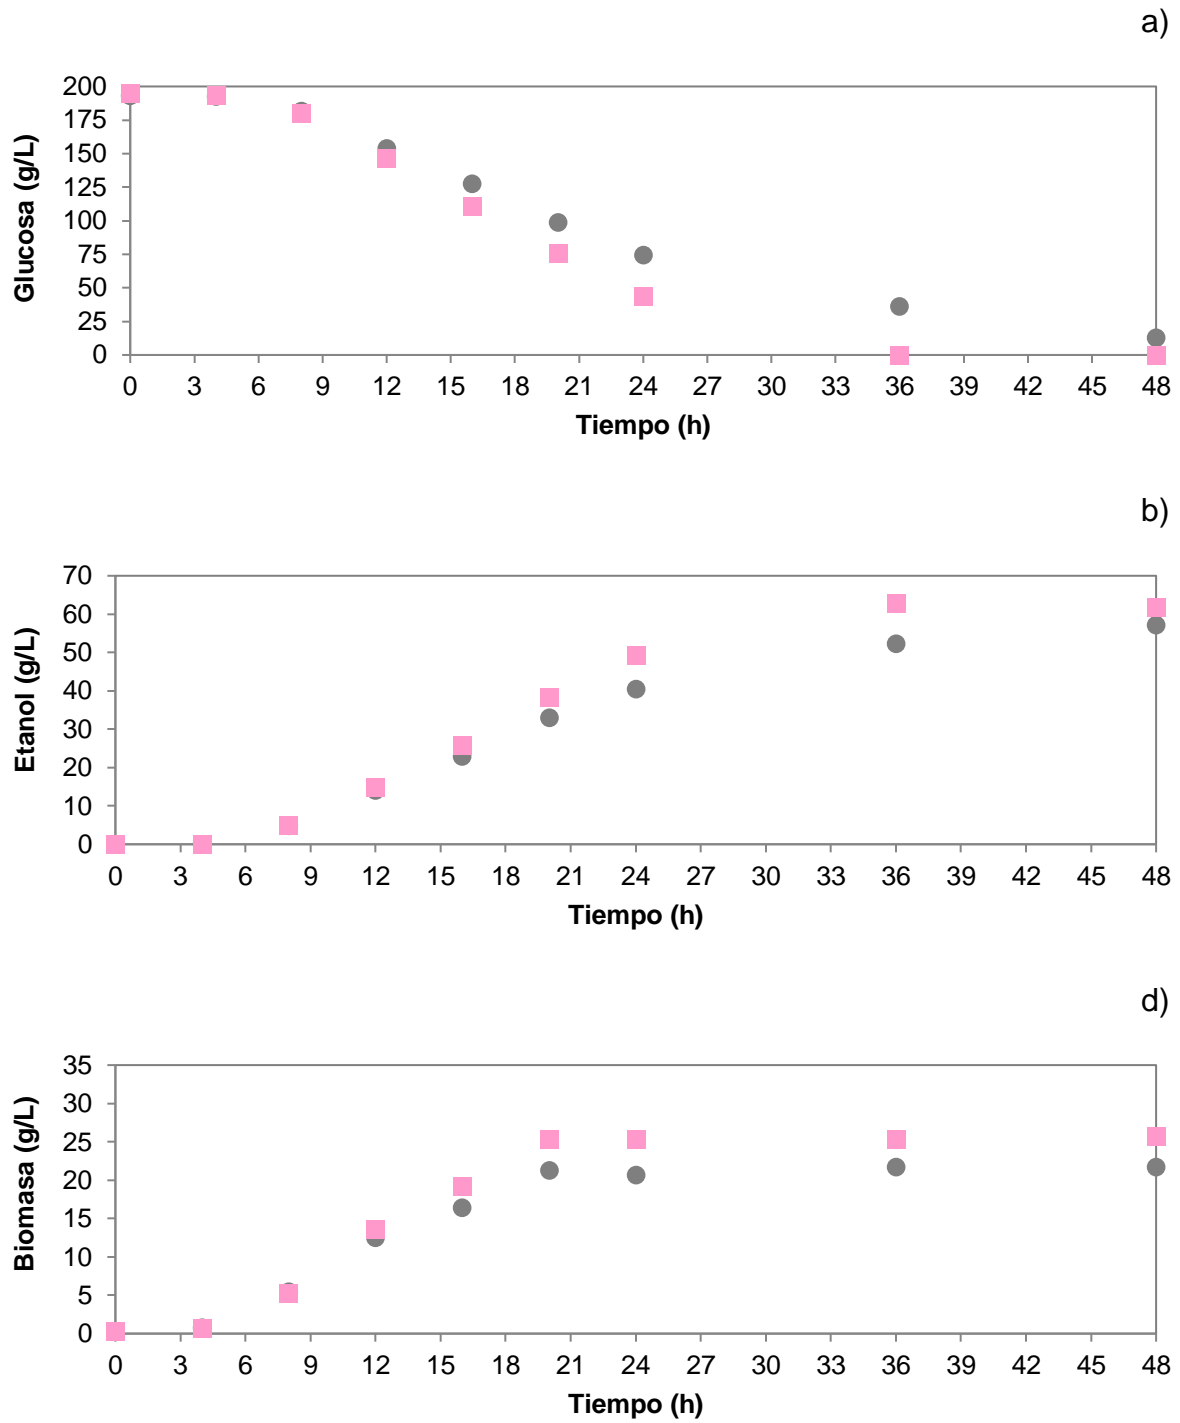 a)
200
175
150
125
100
75
50
25
0
Glucosa (g/L)
0 3 6 9 12 15 18 21 24 27 30 33 36 39 42 45 48
Tiempo (h)
b)
70
60
50
40
30
20
10
0
Etanol (g/L)
0 3 6 9 12 15 18 21 24 27 30 33 36 39 42 45 48
Tiempo (h)
d)
35
30
25
20
15
10
5
0
Biomasa (g/L)
0 3 6 9 12 15 18 21 24 27 30 33 36 39 42 45 48
Tiempo (h)